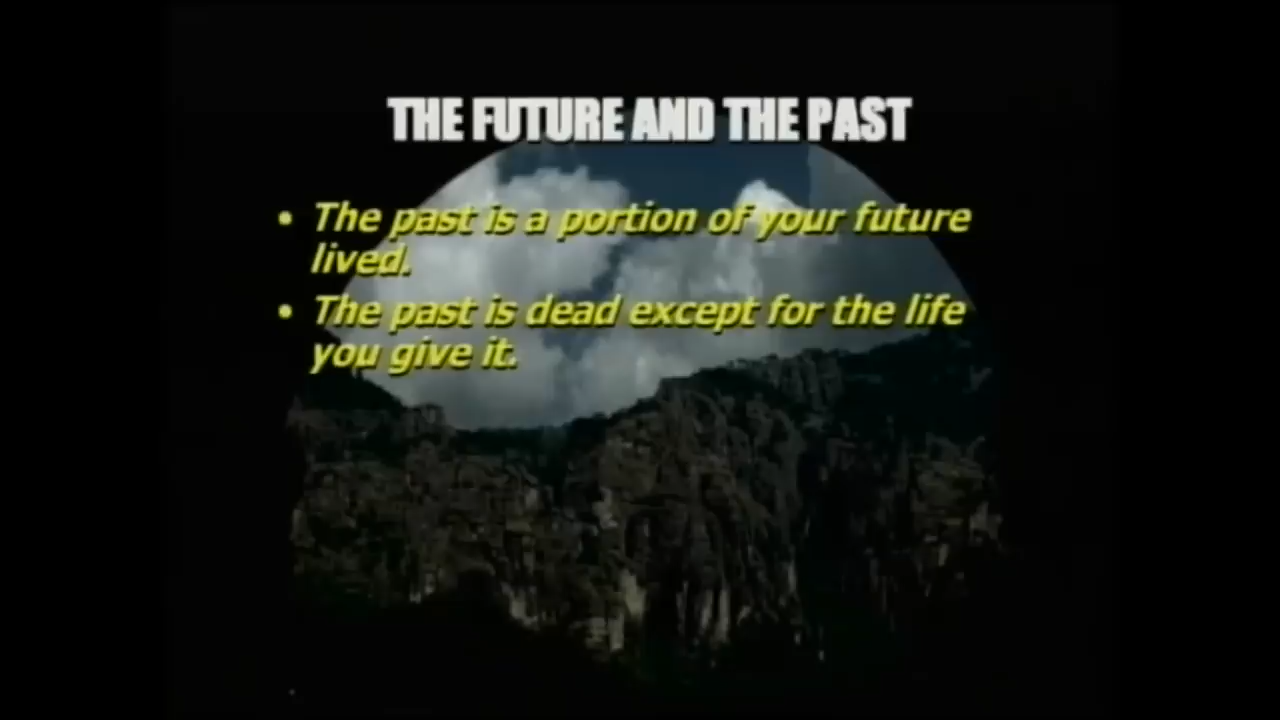 THE FUTURE AND THE PAST
• The past is a portion of your future
lived.
• The past is dead except for the life
you give it.